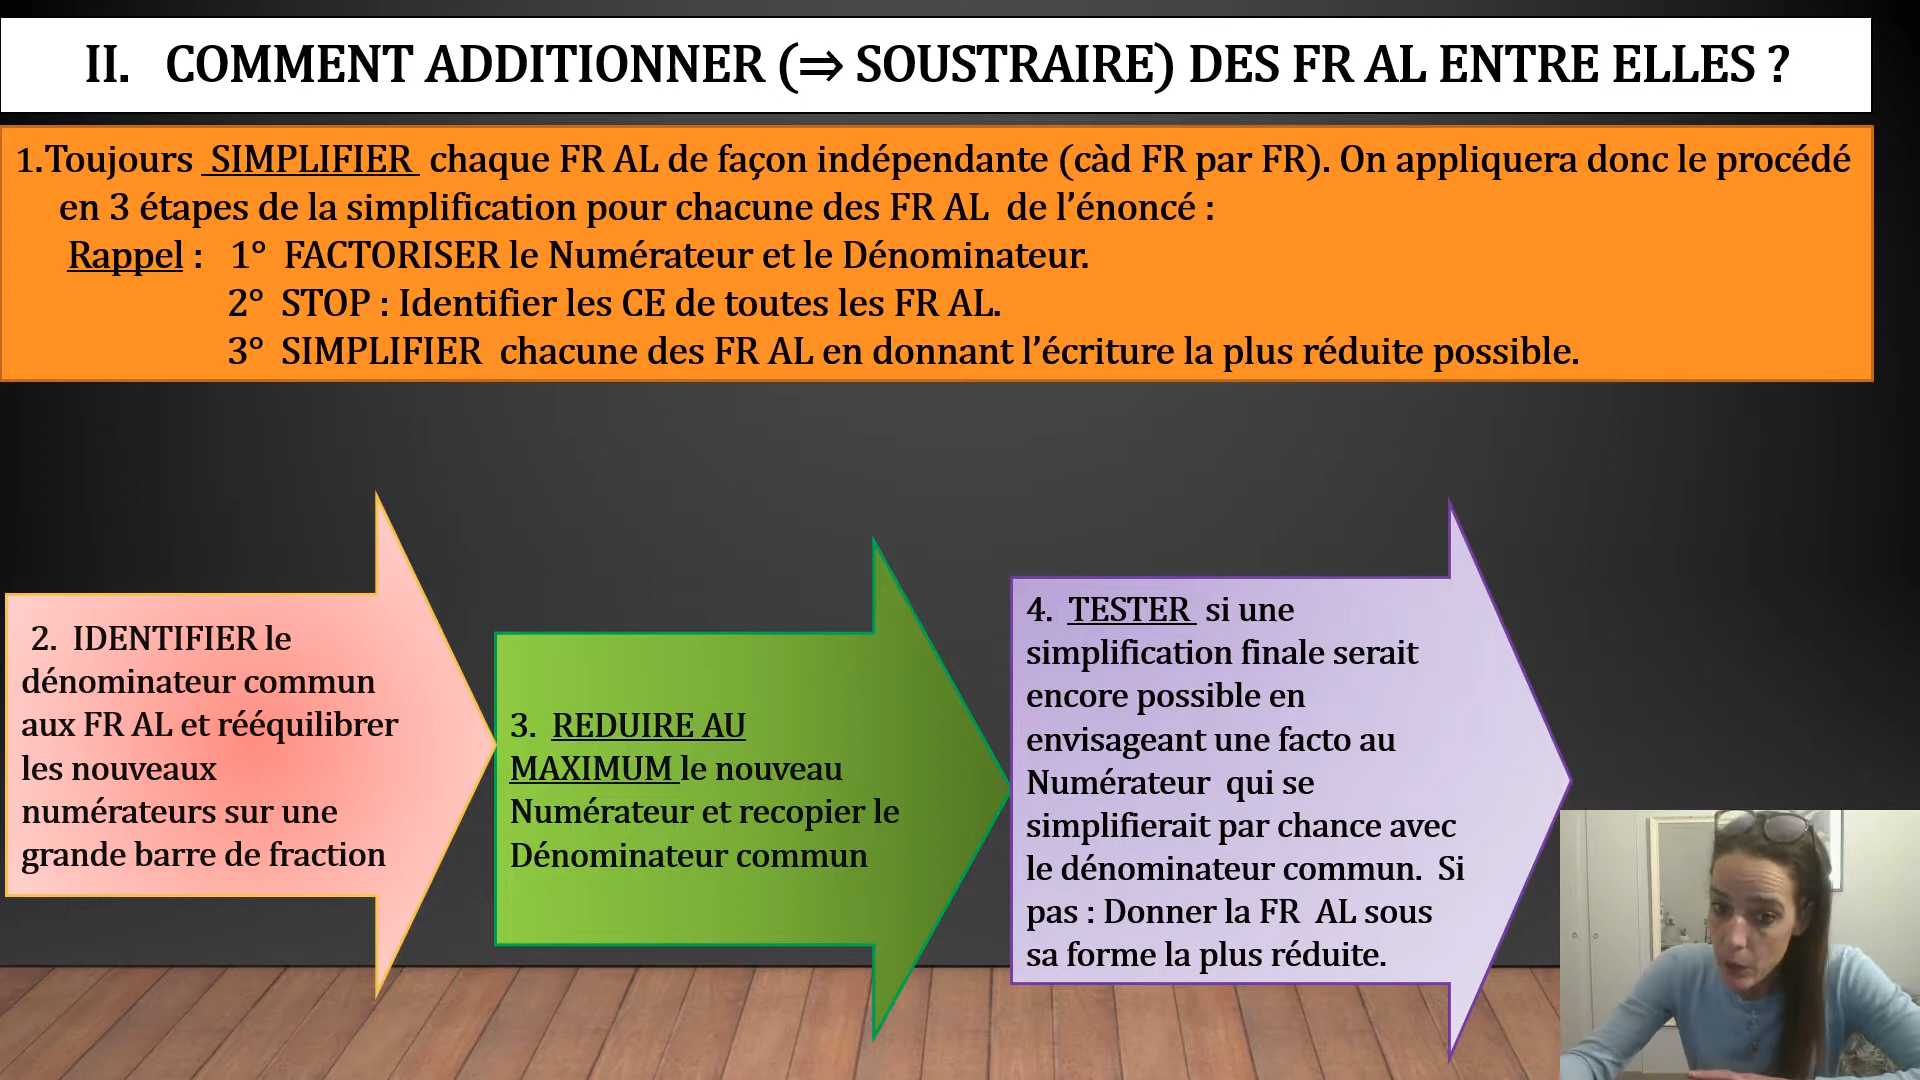 II. COMMENT ADDITIONNER (⇒ SOUSTRAIRE) DES FR AL ENTRE ELLES ?
1.Toujours SIMPLIFIER chaque FR AL de façon indépendante (càd FR par FR). On appliquera donc le procédé
en 3 étapes de la simplification pour chacune des FR AL de l’énoncé :
Rappel : 1° FACTORISER le Numérateur et le Dénominateur.
2° STOP : Identifier les CE de toutes les FR AL.
3° SIMPLIFIER chacune des FR AL en donnant l’écriture la plus réduite possible.
2. IDENTIFIER le
dénominateur commun
aux FR AL et rééquilibrer
les nouveaux
numérateurs sur une
grande barre de fraction
3. REDUIRE AU
MAXIMUM le nouveau
Numérateur et recopier le
Dénominateur commun
4. TESTER si une
simplification finale serait
encore possible en
envisageant une facto au
Numérateur qui se
simplifierait par chance avec
le dénominateur commun. Si
pas : Donner la FR AL sous
sa forme la plus réduite.